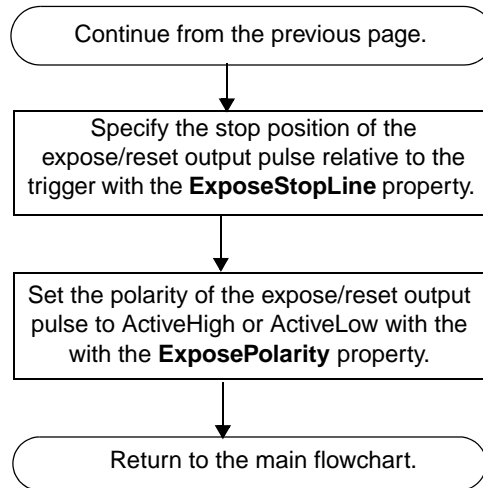 Continue from the previous page.
Specify the stop position of the
expose/reset output pulse relative to the
trigger with the ExposeStopLine property.
Set the polarity of the expose/reset output
pulse to ActiveHigh or ActiveLow with the
with the ExposePolarity property.
Return to the main flowchart.